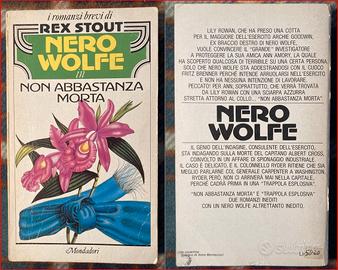 i romanzi brevi di
REX STOUT
NERO
WOLFE
in
NON ABBASTANZA
MORTA
Mondadori
LILY ROWAN, CHE HA PRESO UNA COTTA
PER IL MAGGIORE DELL'ESERCITO ARCHIE GOODWIN,
EX BRACCIO DESTRO DI NERO WOLFE,
VUOLE CONVINCERE IL "GRANDE" INVESTIGATORE
A PROTEGGERE LA SUA AMICA ANN AMORY, LA QUALE
HA SCOPERTO QUALCOSA DI TERRIBILE SU UNA CERTA PERSONA.
SOLO CHE NERO WOLFE STA ADDESTRANDOSI CON IL CUOCO
FRITZ BRENNER PERCHÉ INTENDE ARRUOLARSI NELL'ESERCITO
E NON HA NESSUNA INTENZIONE DI LAVORARE.
PECCATO! PER ANN, SOPRATTUTTO, CHE VERRÀ TROVATA
DA LILY ROWAN CON UNA SCIARPA AZZURRA
STRETTA ATTORNO AL COLLO... "NON ABBASTANZA MORTA".
NERO
WOLFE
IL GENIO DELL'INDAGINE, CONSULENTE DELL'ESERCITO,
STA INDAGANDO SULLA MORTE DEL CAPITANO ALBERT CROSS,
COINVOLTO IN UN AFFARE DI SPIONAGGIO INDUSTRIALE.
IL CASO È DELICATO, E IL COLONNELLO RYDER RITIENE CHE SIA
MEGLIO PARLARNE COL GENERALE CARPENTER A WASHINGTON.
RYDER PERÒ, NON CI ARRIVERÀ MAI NELLA CAPITALE
PERCHÉ CADRÀ PRIMA IN UNA "TRAPPOLA ESPLOSIVA".
"NON ABBASTANZA MORTA" E "TRAPPOLA ESPLOSIVA"
DUE ROMANZI INEDITI
CON UN NERO WOLFE ALTRETTANTO INEDITO.
subito